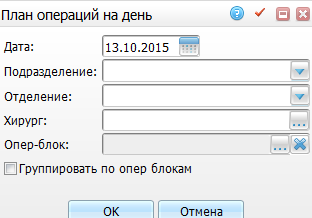 План операций на день
Дата: 13.10.2015
Подразделение:
Отделение:
Хирург:
Опер-блок:
Группировать по опер блокам
OK Отмена